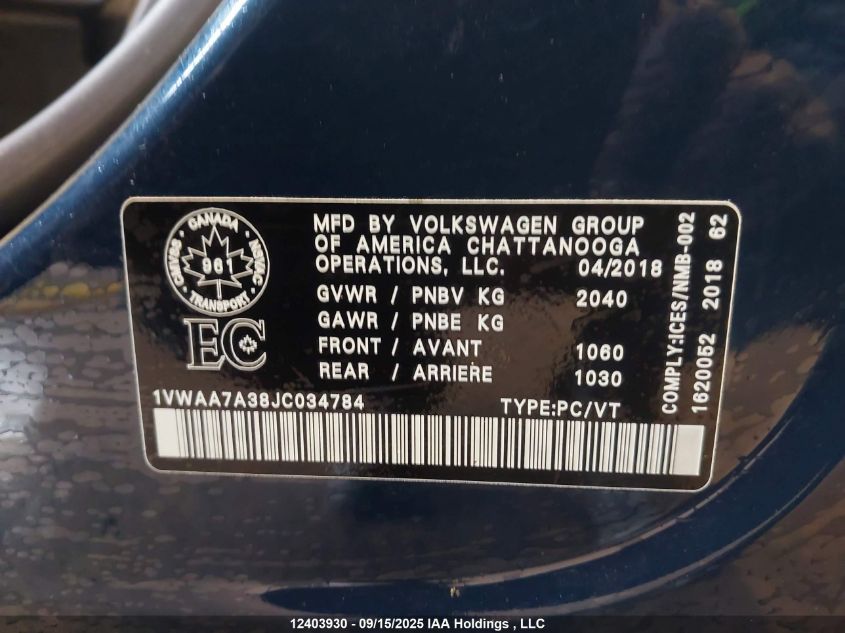 CANADA
CMVSS
NSVAC
961
TRANSPORT
EC
MFD BY VOLKSWAGEN GROUP
OF AMERICA CHATTANOOGA
OPERATIONS, LLC. 04/2018
GVWR / PNBV KG 2040
GAWR / PNBE KG
FRONT / AVANT 1060
REAR / ARRIERE 1030
1VWAA7A38JC034784 TYPE:PC/VT
COMPLY:ICES/NMB-002
1620052 2018 62
12403930 - 09/15/2025 IAA Holdings , LLC